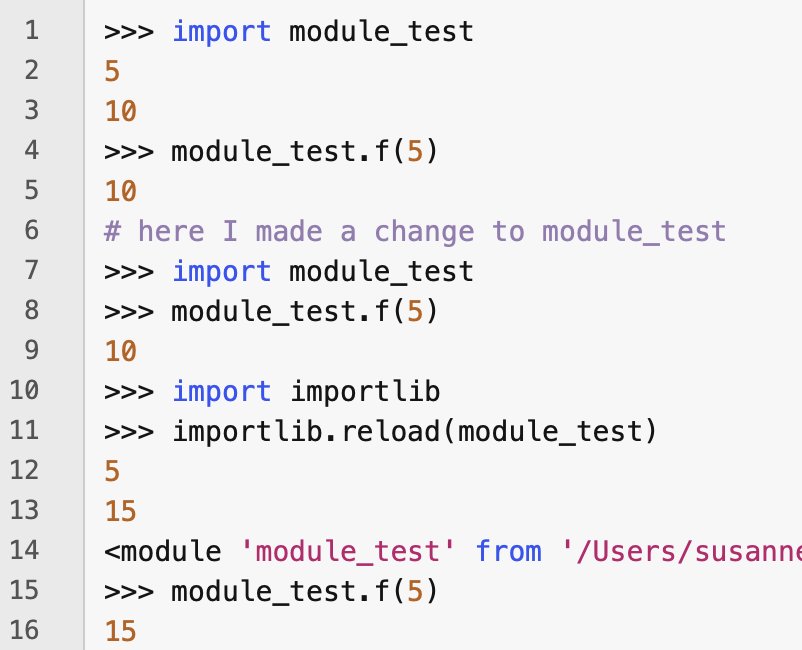 1 >>> import module_test
2 5
3 10
4 >>> module_test.f(5)
5 10
6 # here I made a change to module_test
7 >>> import module_test
8 >>> module_test.f(5)
9 10
10 >>> import importlib
11 >>> importlib.reload(module_test)
12 5
13 15
14 <module 'module_test' from '/Users/susanne
15 >>> module_test.f(5)
16 15